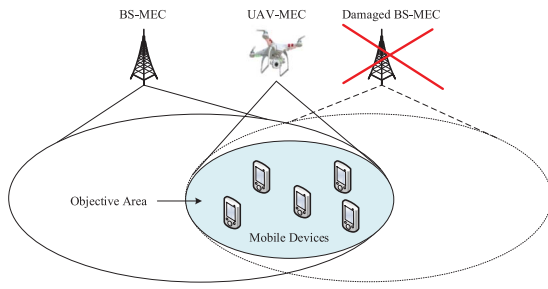 BS-MEC
UAV-MEC
Damaged BS-MEC
Objective Area
Mobile Devices